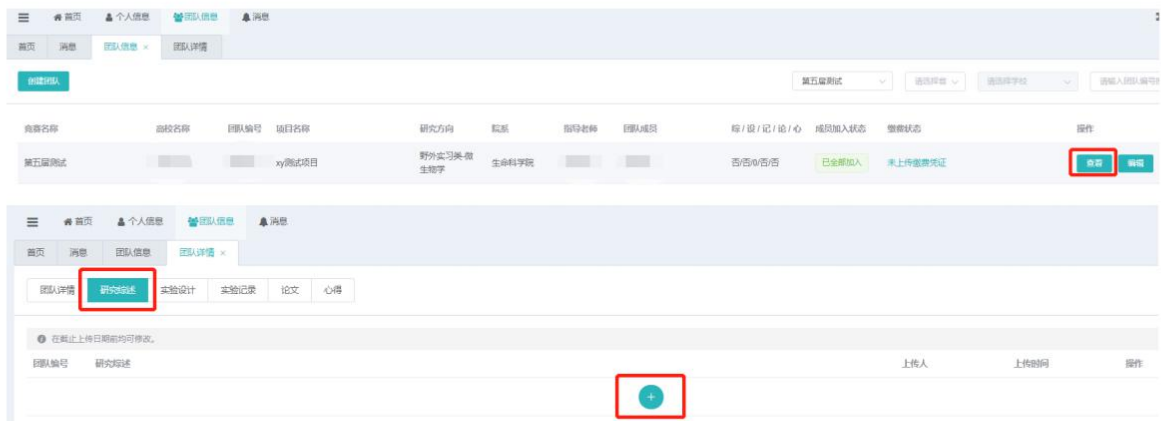 首页 个人信息 团队信息 消息
首页 消息 团队信息 × 团队详情
创建团队 第五届测试 请选择省 请选择学校 请输入团队编号
竞赛名称 高校名称 团队编号 项目名称 研究方向 院系 指导老师 团队成员 综/设/记/论/心 成员加入状态 缴费状态 操作
第五届测试 xy测试项目 野外实习类-微生物学 生命科学院 否/否/0/否/否 已全部加入 未上传缴费凭证 查看 编辑
首页 个人信息 团队信息 消息
首页 消息 团队信息 团队详情 ×
团队详情 研究综述 实验设计 实验记录 论文 心得
在截止上传日期前均可修改。
团队编号 研究综述 上传人 上传时间 操作
+